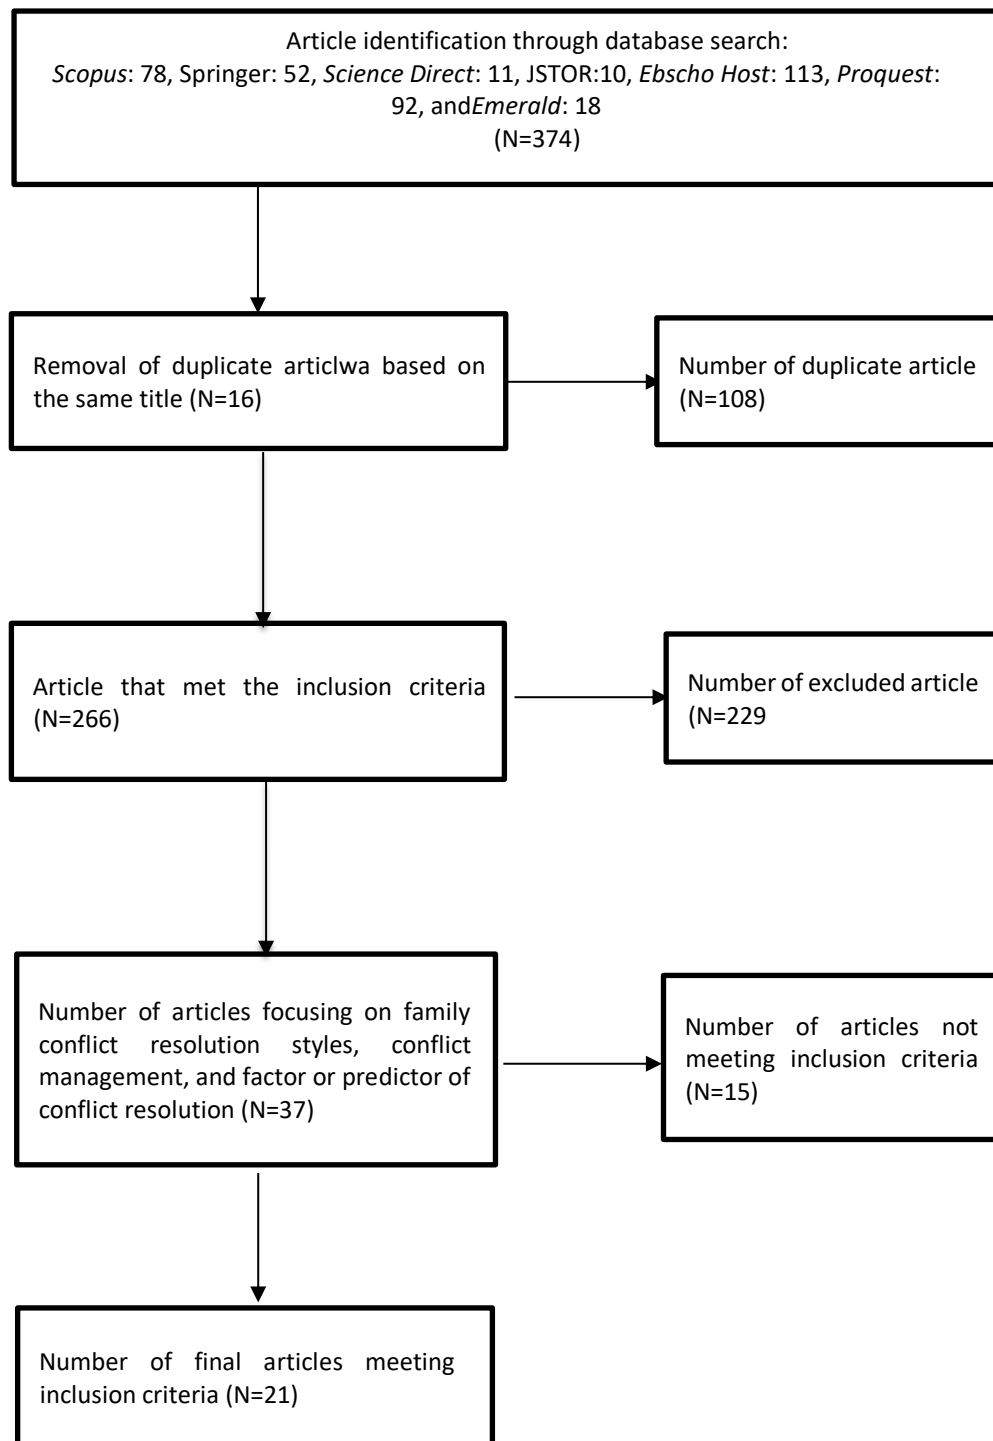 Article identification through database search:
Scopus: 78, Springer: 52, Science Direct: 11, JSTOR:10, Ebscho Host: 113, Proquest:
92, andEmerald: 18
(N=374)
Removal of duplicate articlwa based on
the same title (N=16)
Number of duplicate article
(N=108)
Article that met the inclusion criteria
(N=266)
Number of excluded article
(N=229
Number of articles focusing on family
conflict resolution styles, conflict
management, and factor or predictor of
conflict resolution (N=37)
Number of articles not
meeting inclusion criteria
(N=15)
Number of final articles meeting
inclusion criteria (N=21)